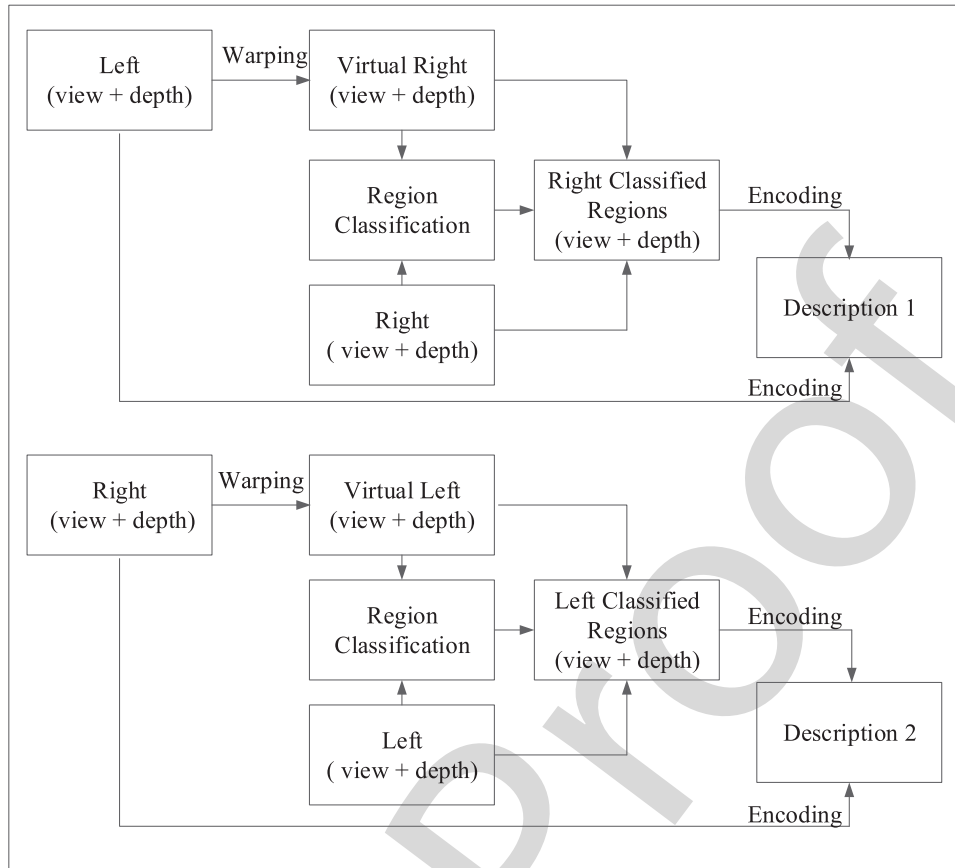 Left
(view + depth)
Warping
Virtual Right
(view + depth)
Region
Classification
Right Classified
Regions
(view + depth)
Encoding
Right
( view + depth)
Description 1
Encoding
Right
(view + depth)
Warping
Virtual Left
(view + depth)
Region
Classification
Left Classified
Regions
(view + depth)
Encoding
Left
( view + depth)
Description 2
Encoding
Proof